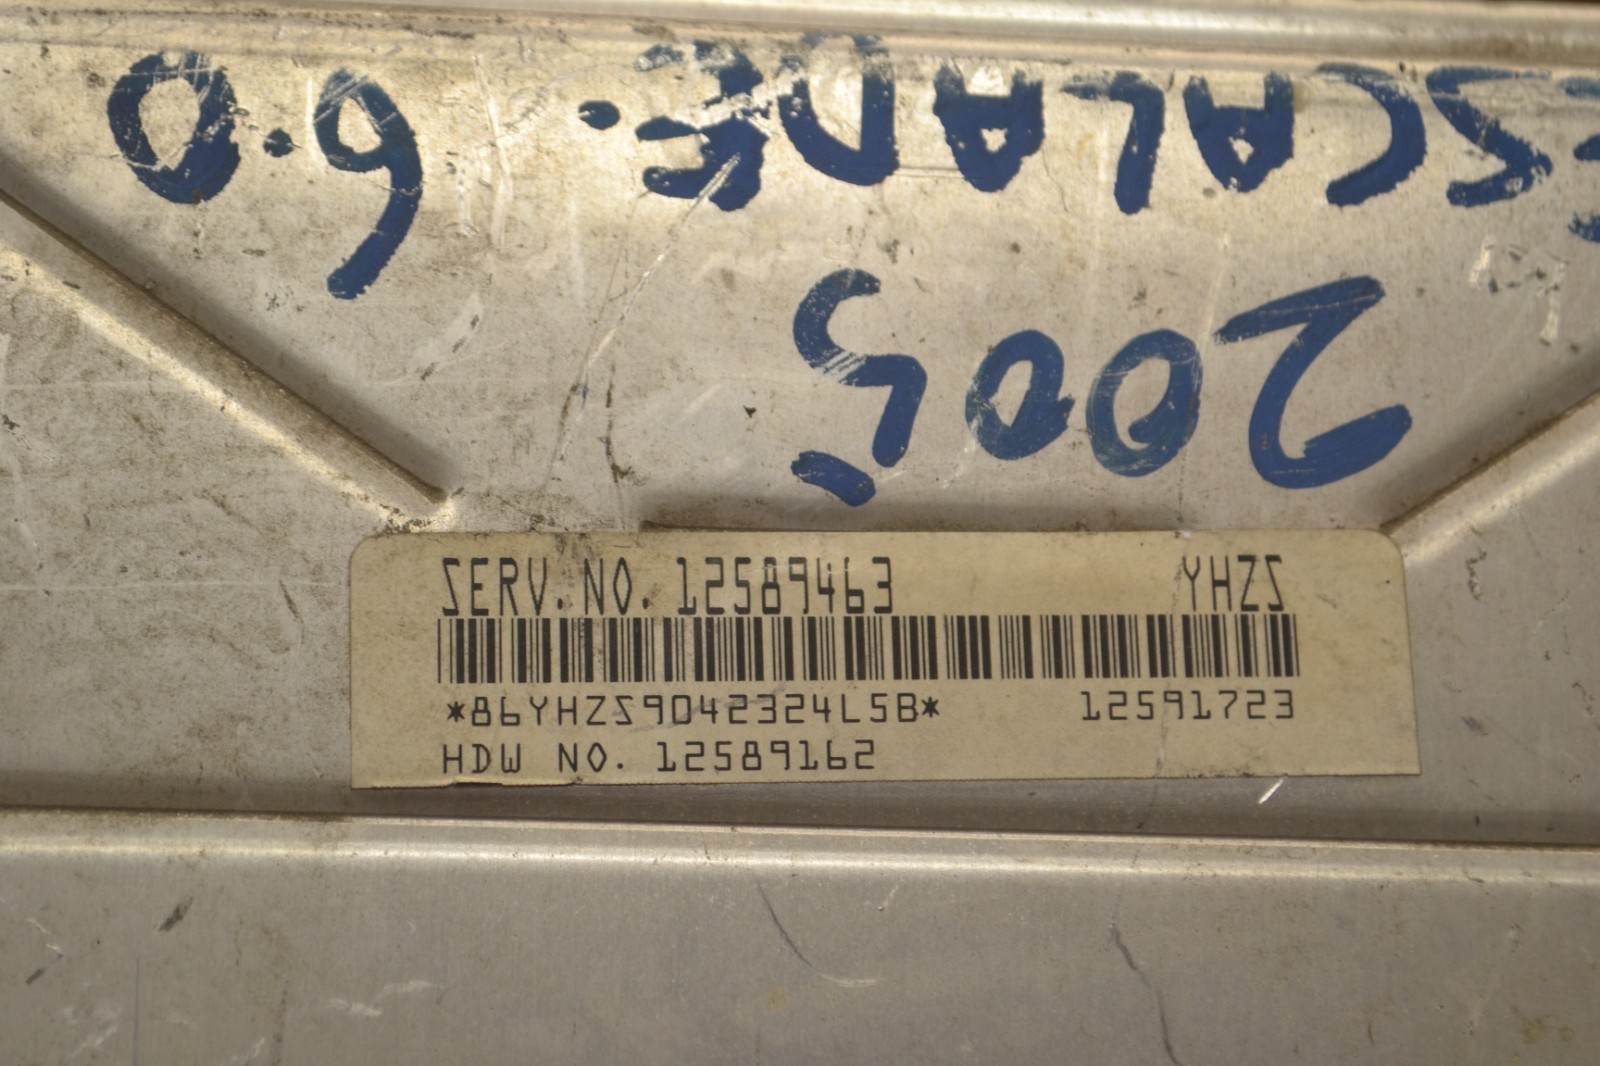 2005
ESCALADE. 6.0
SERV. NO. 12589463 YHZS
*86YHZS9042324L5B* 12591723
HDW NO. 12589162